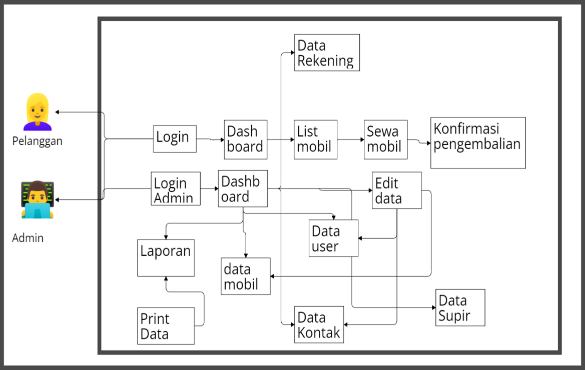 Data
Rekening
Pelanggan
Login
Dash
board
List
mobil
Sewa
mobil
Konfirmasi
pengembalian
Admin
Login
Admin
Dashb
oard
Edit
data
Laporan
data
mobil
Data
user
Print
Data
Data
Kontak
Data
Supir